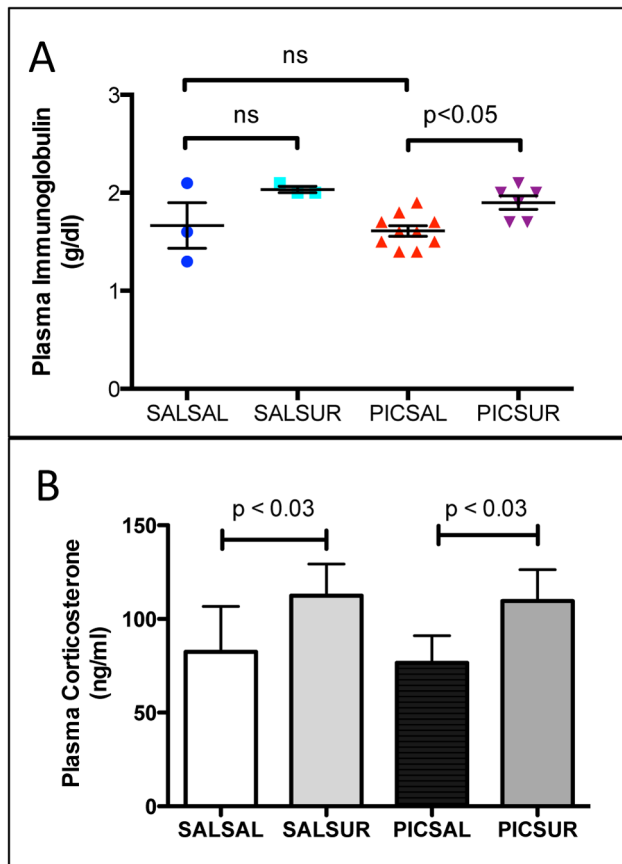 A
ns
ns
p<0.05
Plasma Immunoglobulin
(g/dl)
3
2
1
0
SALSAL SALSUR PICSAL PICSUR
B
p < 0.03 p < 0.03
Plasma Corticosterone
(ng/ml)
150
100
50
0
SALSAL SALSUR PICSAL PICSUR